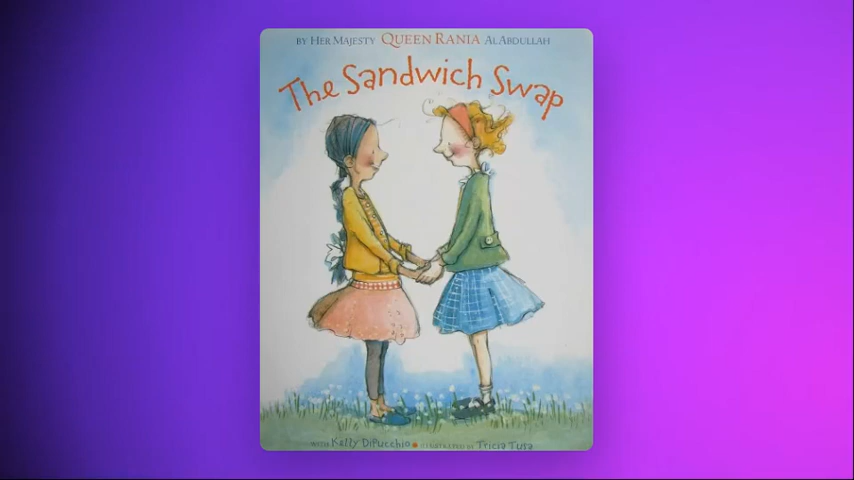 BY HER MAJESTY QUEEN RANIA AL ABDULLAH
The Sandwich Swap
WITH Kelly DiPucchio • ILLUSTRATED BY Tricia Tusa